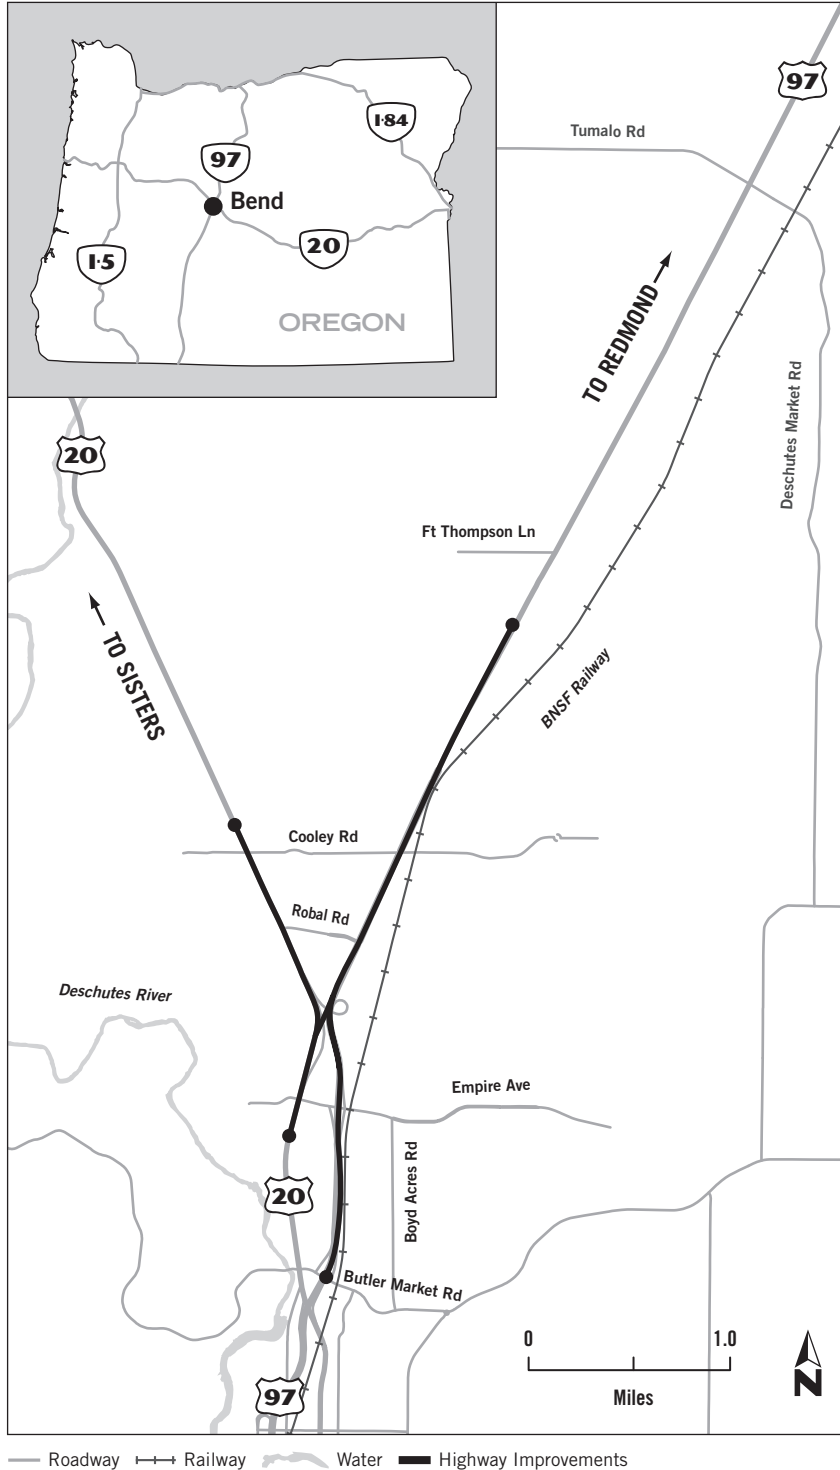 97
Tumalo Rd
I-84
97
Bend
20
I-5
OREGON
TO REDMOND
Deschutes Market Rd
20
Ft Thompson Ln
TO SISTERS
BNSF Railway
Cooley Rd
Robal Rd
Deschutes River
Empire Ave
Boyd Acres Rd
20
Butler Market Rd
0 1.0
Miles
N
97
Roadway Railway Water Highway Improvements